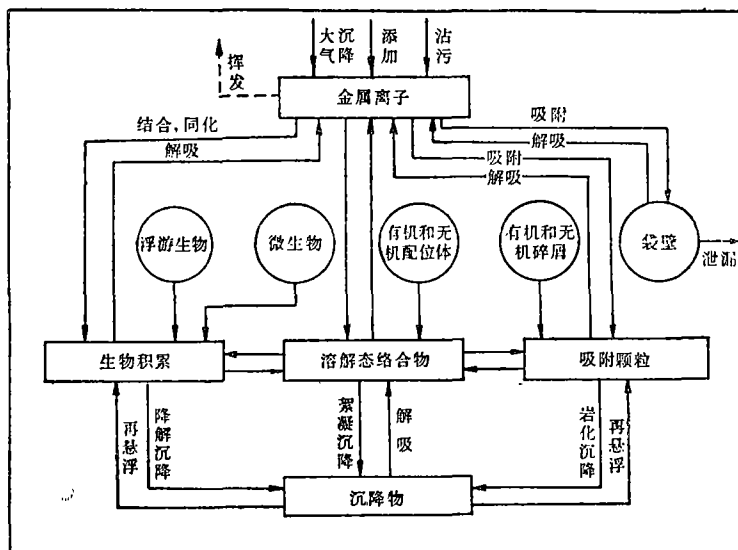 大气沉降
添加
沾污
挥发
金属离子
结合,同化
解吸
吸附
解吸
吸附
解吸
浮游生物
微生物
有机和无
机配位体
有机和无
机碎屑
袋壁
泄漏
生物积累
溶解态络合物
吸附颗粒
再悬浮
降解沉降
絮凝沉降
解吸
岩化沉降
再悬浮
沉降物